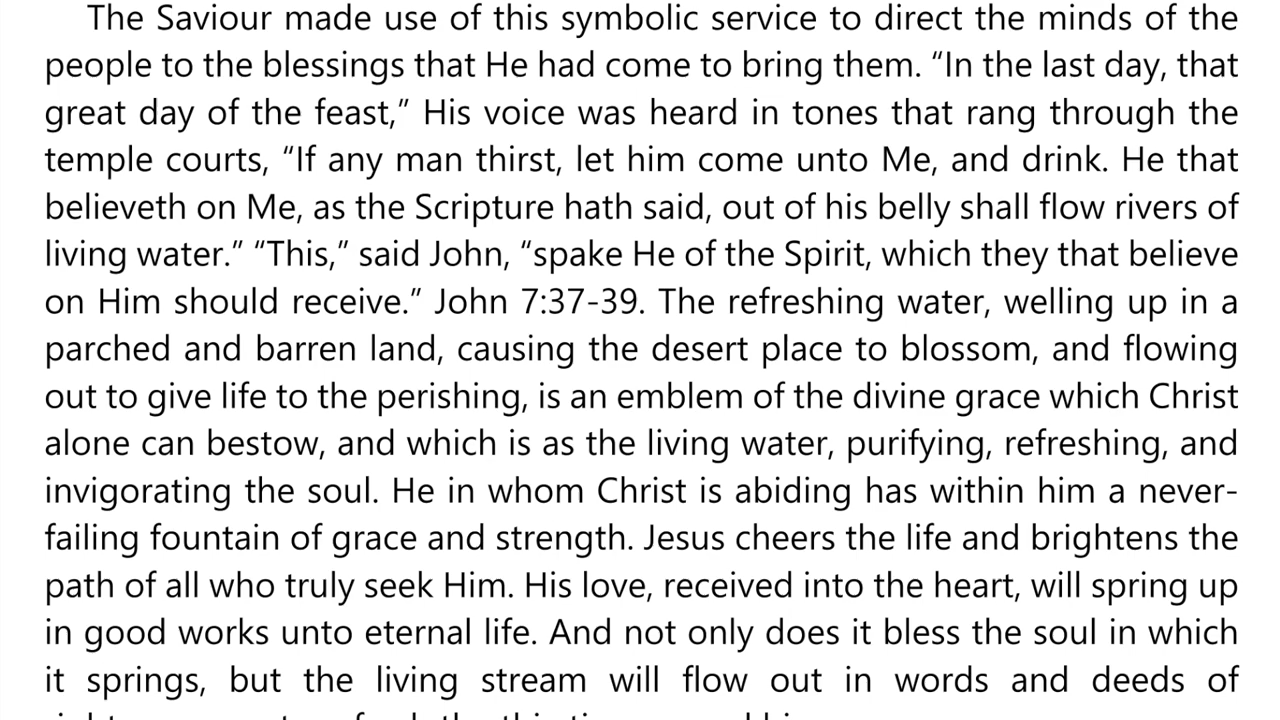 The Saviour made use of this symbolic service to direct the minds of the
people to the blessings that He had come to bring them. “In the last day, that
great day of the feast,” His voice was heard in tones that rang through the
temple courts, “If any man thirst, let him come unto Me, and drink. He that
believeth on Me, as the Scripture hath said, out of his belly shall flow rivers of
living water.” “This,” said John, “spake He of the Spirit, which they that believe
on Him should receive.” John 7:37-39. The refreshing water, welling up in a
parched and barren land, causing the desert place to blossom, and flowing
out to give life to the perishing, is an emblem of the divine grace which Christ
alone can bestow, and which is as the living water, purifying, refreshing, and
invigorating the soul. He in whom Christ is abiding has within him a never-
failing fountain of grace and strength. Jesus cheers the life and brightens the
path of all who truly seek Him. His love, received into the heart, will spring up
in good works unto eternal life. And not only does it bless the soul in which
it springs, but the living stream will flow out in words and deeds of